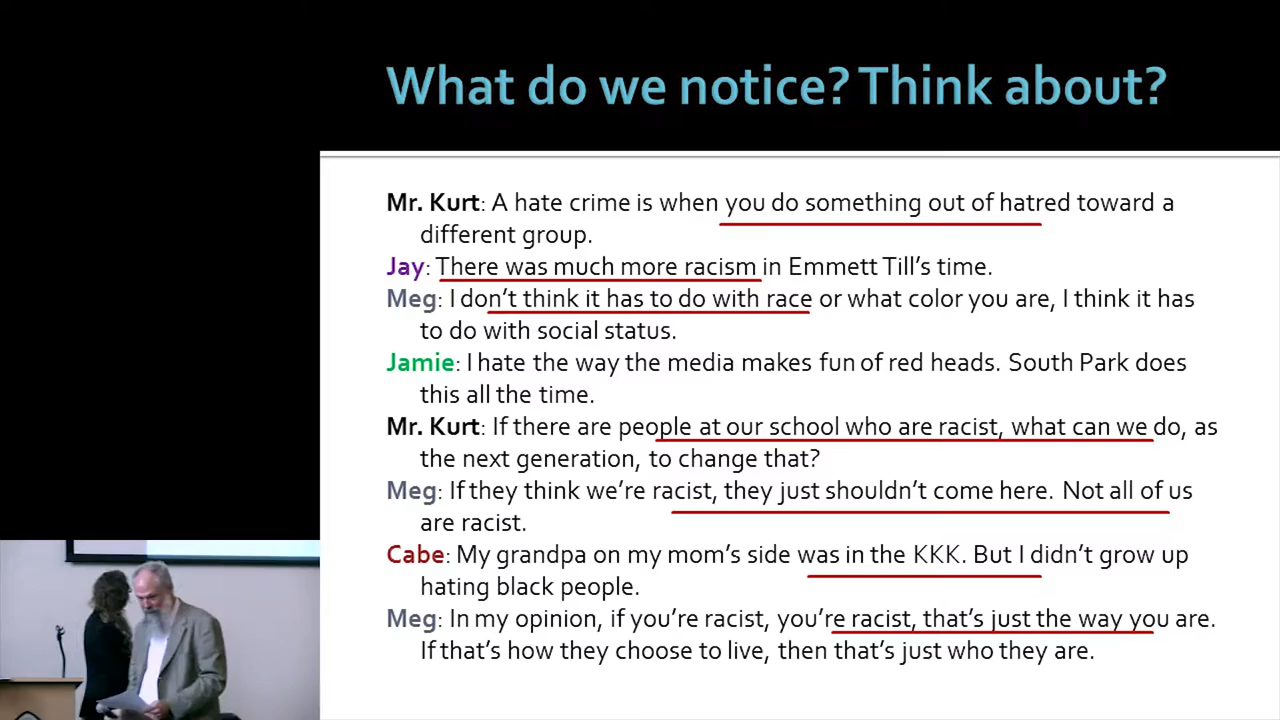 What do we notice? Think about?
Mr. Kurt: A hate crime is when you do something out of hatred toward a
different group.
Jay: There was much more racism in Emmett Till’s time.
Meg: I don’t think it has to do with race or what color you are, I think it has
to do with social status.
Jamie: I hate the way the media makes fun of red heads. South Park does
this all the time.
Mr. Kurt: If there are people at our school who are racist, what can we do, as
the next generation, to change that?
Meg: If they think we’re racist, they just shouldn’t come here. Not all of us
are racist.
Cabe: My grandpa on my mom’s side was in the KKK. But I didn’t grow up
hating black people.
Meg: In my opinion, if you’re racist, you’re racist, that’s just the way you are.
If that’s how they choose to live, then that’s just who they are.